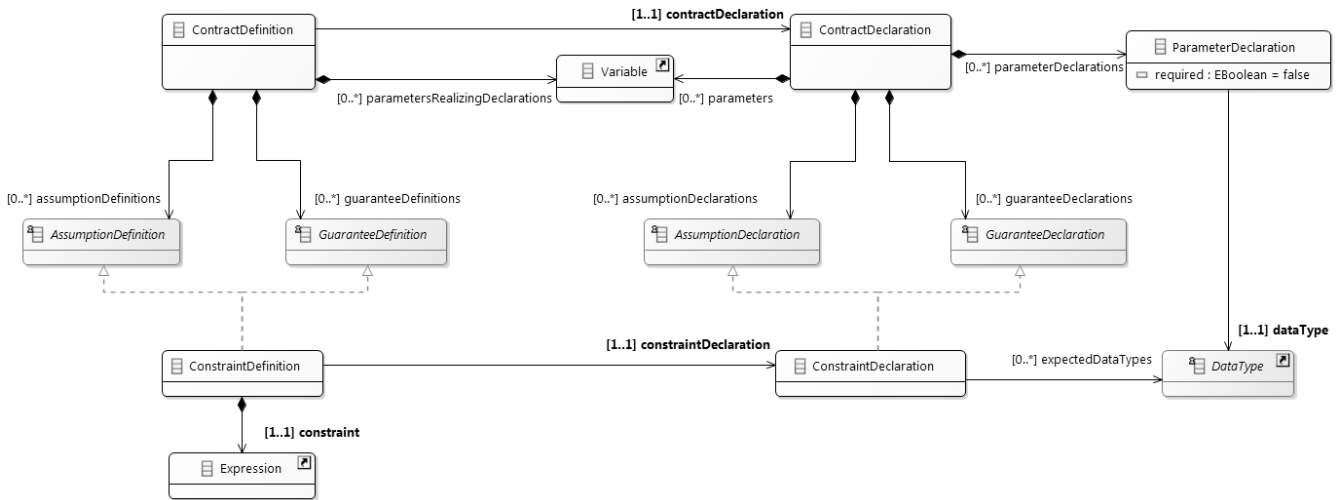 [1..1] contractDeclaration
ContractDefinition
ContractDeclaration
ParameterDeclaration
[0..*] parameterDeclarations
required : EBoolean = false
Variable
[0..*] parametersRealizingDeclarations
[0..*] parameters
[0..*] assumptionDefinitions
[0..*] guaranteeDefinitions
[0..*] assumptionDeclarations
[0..*] guaranteeDeclarations
AssumptionDefinition
GuaranteeDefinition
AssumptionDeclaration
GuaranteeDeclaration
[1..1] dataType
[1..1] constraintDeclaration
ConstraintDefinition
ConstraintDeclaration
[0..*] expectedDataTypes
DataType
[1..1] constraint
Expression